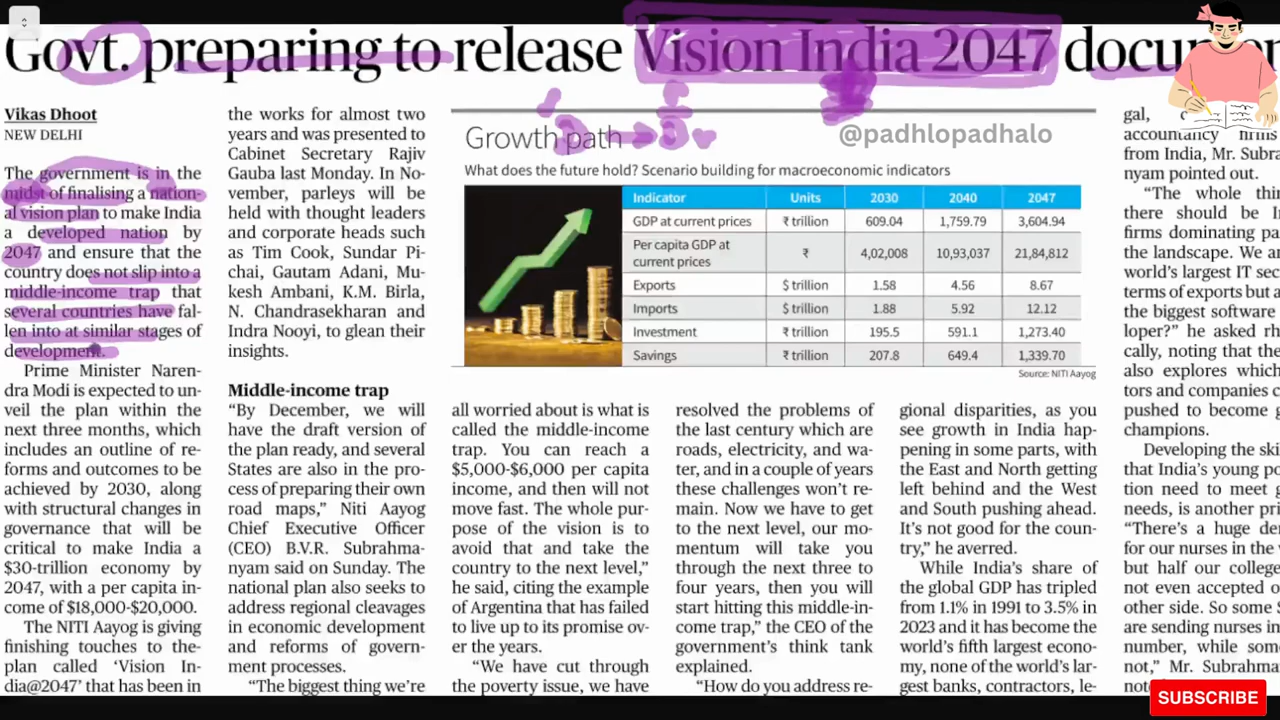 Govt. preparing to release Vision India 2047
Vikas Dhoot
NEW DELHI
The government is in the
midst of finalising a nation-
al vision plan to make India
a developed nation by
2047 and ensure that the
country does not slip into a
middle-income trap that
several countries have fal-
len into at similar stages of
development.
Prime Minister Naren-
dra Modi is expected to un-
veil the plan within the
next three months, which
includes an outline of re-
forms and outcomes to be
achieved by 2030, along
with structural changes in
governance that will be
critical to make India a
$30-trillion economy by
2047, with a per capita in-
come of $18,000-$20,000.
The NITI Aayog is giving
finishing touches to the
plan called ‘Vision In-
dia@2047’ that has been in
the works for almost two
years and was presented to
Cabinet Secretary Rajiv
Gauba last Monday. In No-
vember, parleys will be
held with thought leaders
and corporate heads such
as Tim Cook, Sundar Pi-
chai, Gautam Adani, Mu-
kesh Ambani, K.M. Birla,
N. Chandrasekharan and
Indra Nooyi, to glean their
insights.
Middle-income trap
“By December, we will
have the draft version of
the plan ready, and several
States are also in the pro-
cess of preparing their own
road maps,” Niti Aayog
Chief Executive Officer
(CEO) B.V.R. Subrahma-
nyam said on Sunday. The
national plan also seeks to
address regional cleavages
in economic development
and reforms of govern-
ment processes.
“The biggest thing we’re
Growth path
@padhlopadhalo
What does the future hold? Scenario building for macroeconomic indicators
Indicator Units 2030 2040 2047
GDP at current prices ₹ trillion 609.04 1,759.79 3,604.94
Per capita GDP at
current prices ₹ 4,02,008 10,93,037 21,84,812
Exports $ trillion 1.58 4.56 8.67
Imports $ trillion 1.88 5.92 12.12
Investment ₹ trillion 195.5 591.1 1,273.40
Savings ₹ trillion 207.8 649.4 1,339.70
Source: NITI Aayog
all worried about is what is
called the middle-income
trap. You can reach a
$5,000-$6,000 per capita
income, and then will not
move fast. The whole pur-
pose of the vision is to
avoid that and take the
country to the next level,”
he said, citing the example
of Argentina that has failed
to live up to its promise ov-
er the years.
“We have cut through
the poverty issue, we have
resolved the problems of
the last century which are
roads, electricity, and wa-
ter, and in a couple of years
these challenges won’t re-
main. Now we have to get
to the next level, our mo-
mentum will take you
through the next three to
four years, then you will
start hitting this middle-in-
come trap,” the CEO of the
government’s think tank
explained.
“How do you address re-
gional disparities, as you
see growth in India hap-
pening in some parts, with
the East and North getting
left behind and the West
and South pushing ahead.
It’s not good for the coun-
try,” he averred.
While India’s share of
the global GDP has tripled
from 1.1% in 1991 to 3.5% in
2023 and it has become the
world’s fifth largest econo-
my, none of the world’s lar-
gest banks, contractors, le-
gal,
accountancy firms
from India, Mr. Subra
nyam pointed out.
“The whole thin
there should be I
firms dominating pa
the landscape. We a
world’s largest IT sec
terms of exports but a
the biggest software
loper?” he asked rh
cally, noting that the
also explores which
tors and companies c
pushed to become g
champions.
Developing the ski
that India’s young po
tion need to meet g
needs, is another pri
“There’s a huge de
for our nurses in the
but half our college
not even accepted o
other side. So some S
are sending nurses in
number, while som
not,” Mr. Subrahma
SUBSCRIBE